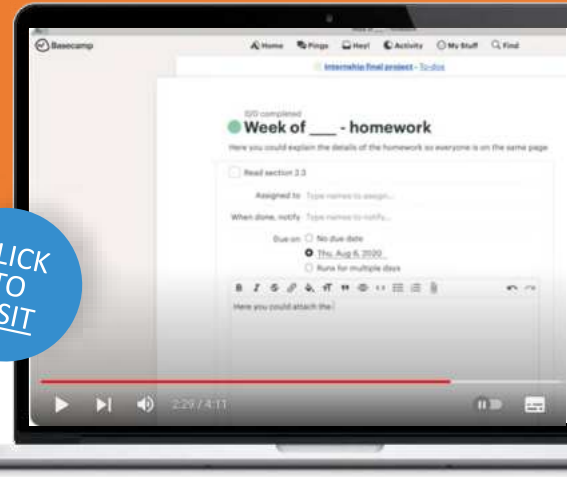 Basecamp
Home Pings Hey! Activity My Stuff Find
Internship final project - To-dos
0/0 completed
Week of ___ - homework
Here you could explain the details of the homework so everyone is on the same page
Read section 2.3
Assigned to Type names to assign...
When done, notify Type names to notify...
Due on No due date
Thu, Aug 6, 2020
Runs for multiple days
B I S
Here you could attach the
LICK
TO
SIT
2:29 / 4:11